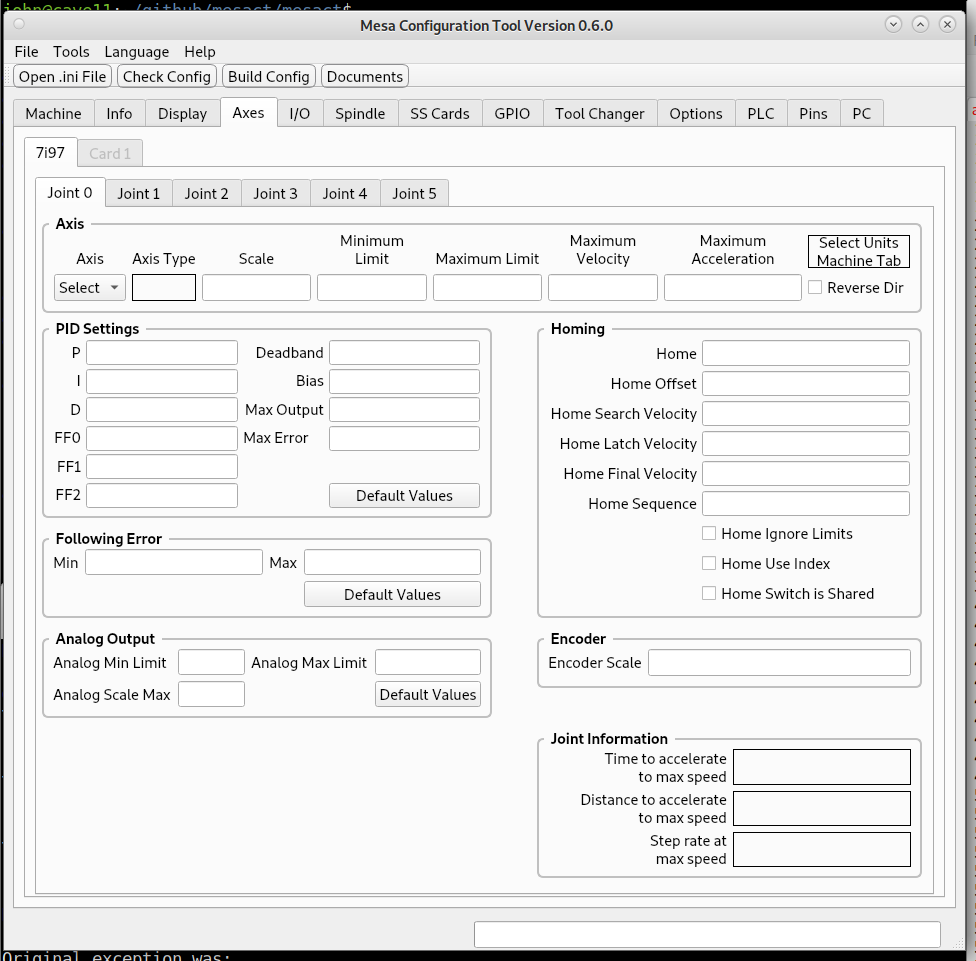 john@cave11: ~/github/mesact/mesact$
Mesa Configuration Tool Version 0.6.0
File Tools Language Help
Open .ini File Check Config Build Config Documents
Machine Info Display Axes I/O Spindle SS Cards GPIO Tool Changer Options PLC Pins PC
7i97 Card 1
Joint 0 Joint 1 Joint 2 Joint 3 Joint 4 Joint 5
Axis
Axis Axis Type Scale Minimum Limit Maximum Limit Maximum Velocity Maximum Acceleration Select Units Machine Tab
Select Reverse Dir
PID Settings
P Deadband
I Bias
D Max Output
FF0 Max Error
FF1
FF2 Default Values
Following Error
Min Max
Default Values
Analog Output
Analog Min Limit Analog Max Limit
Analog Scale Max Default Values
Homing
Home
Home Offset
Home Search Velocity
Home Latch Velocity
Home Final Velocity
Home Sequence
Home Ignore Limits
Home Use Index
Home Switch is Shared
Encoder
Encoder Scale
Joint Information
Time to accelerate
to max speed
Distance to accelerate
to max speed
Step rate at
max speed
Original exception was: